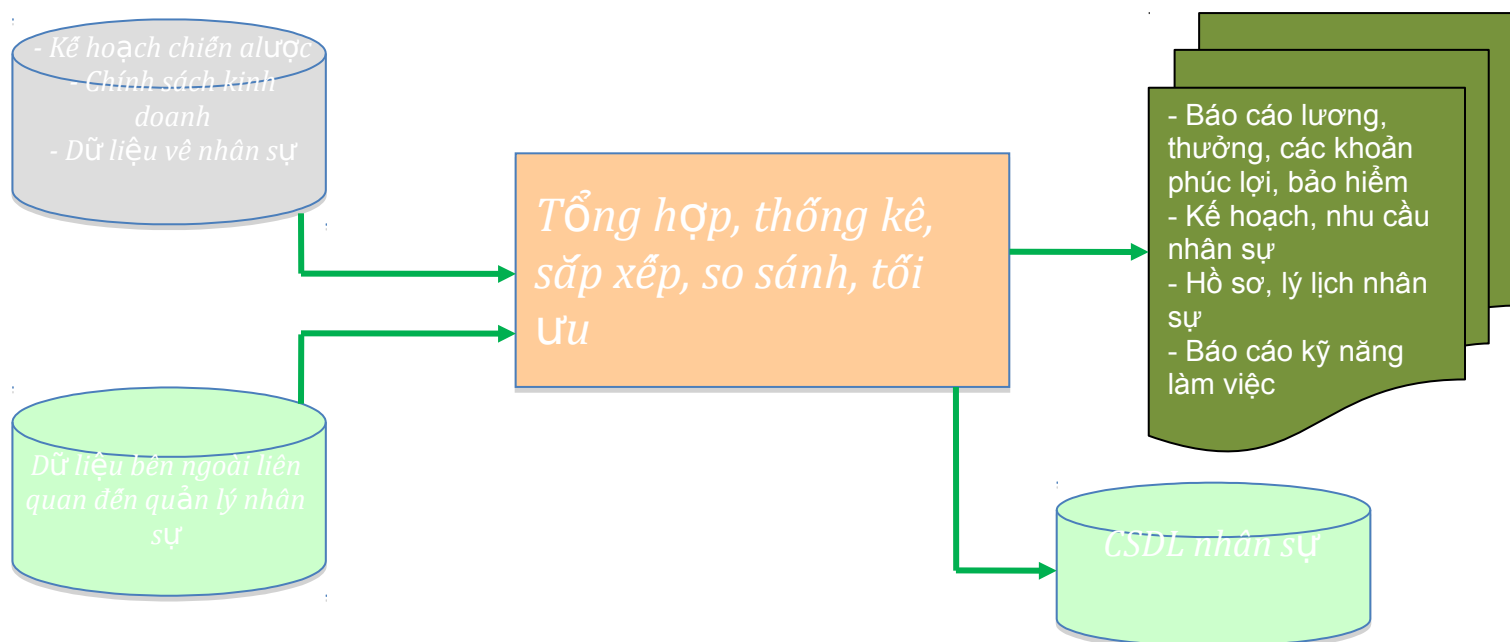 - Kế hoạch chiến alược
- Chính sách kinh
doanh
- Dữ liệu về nhân sự
Tổng hợp, thống kê,
sắp xếp, so sánh, tối
ưu
- Báo cáo lương,
thưởng, các khoản
phúc lợi, bảo hiểm
- Kế hoạch, nhu cầu
nhân sự
- Hồ sơ, lý lịch nhân
sự
- Báo cáo kỹ năng
làm việc
Dữ liệu bên ngoài liên
quan đến quản lý nhân
sự
CSDL nhân sự